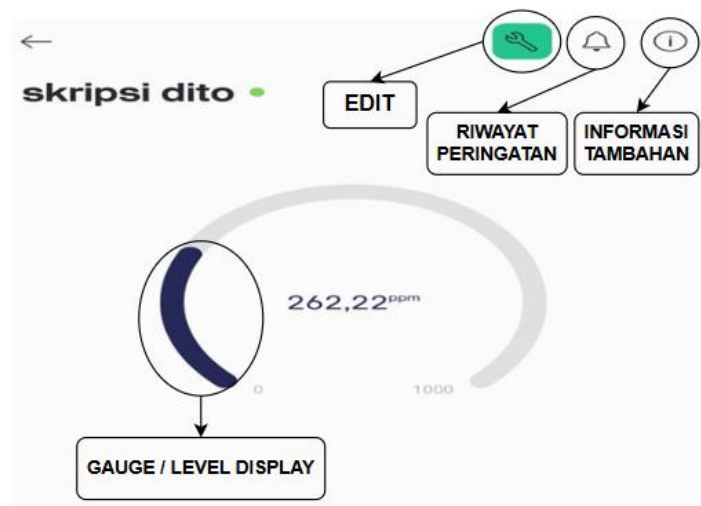 skripsi dito
EDIT
RIWAYAT
PERINGATAN
INFORMASI
TAMBAHAN
262,22ppm
0
1000
GAUGE / LEVEL DISPLAY